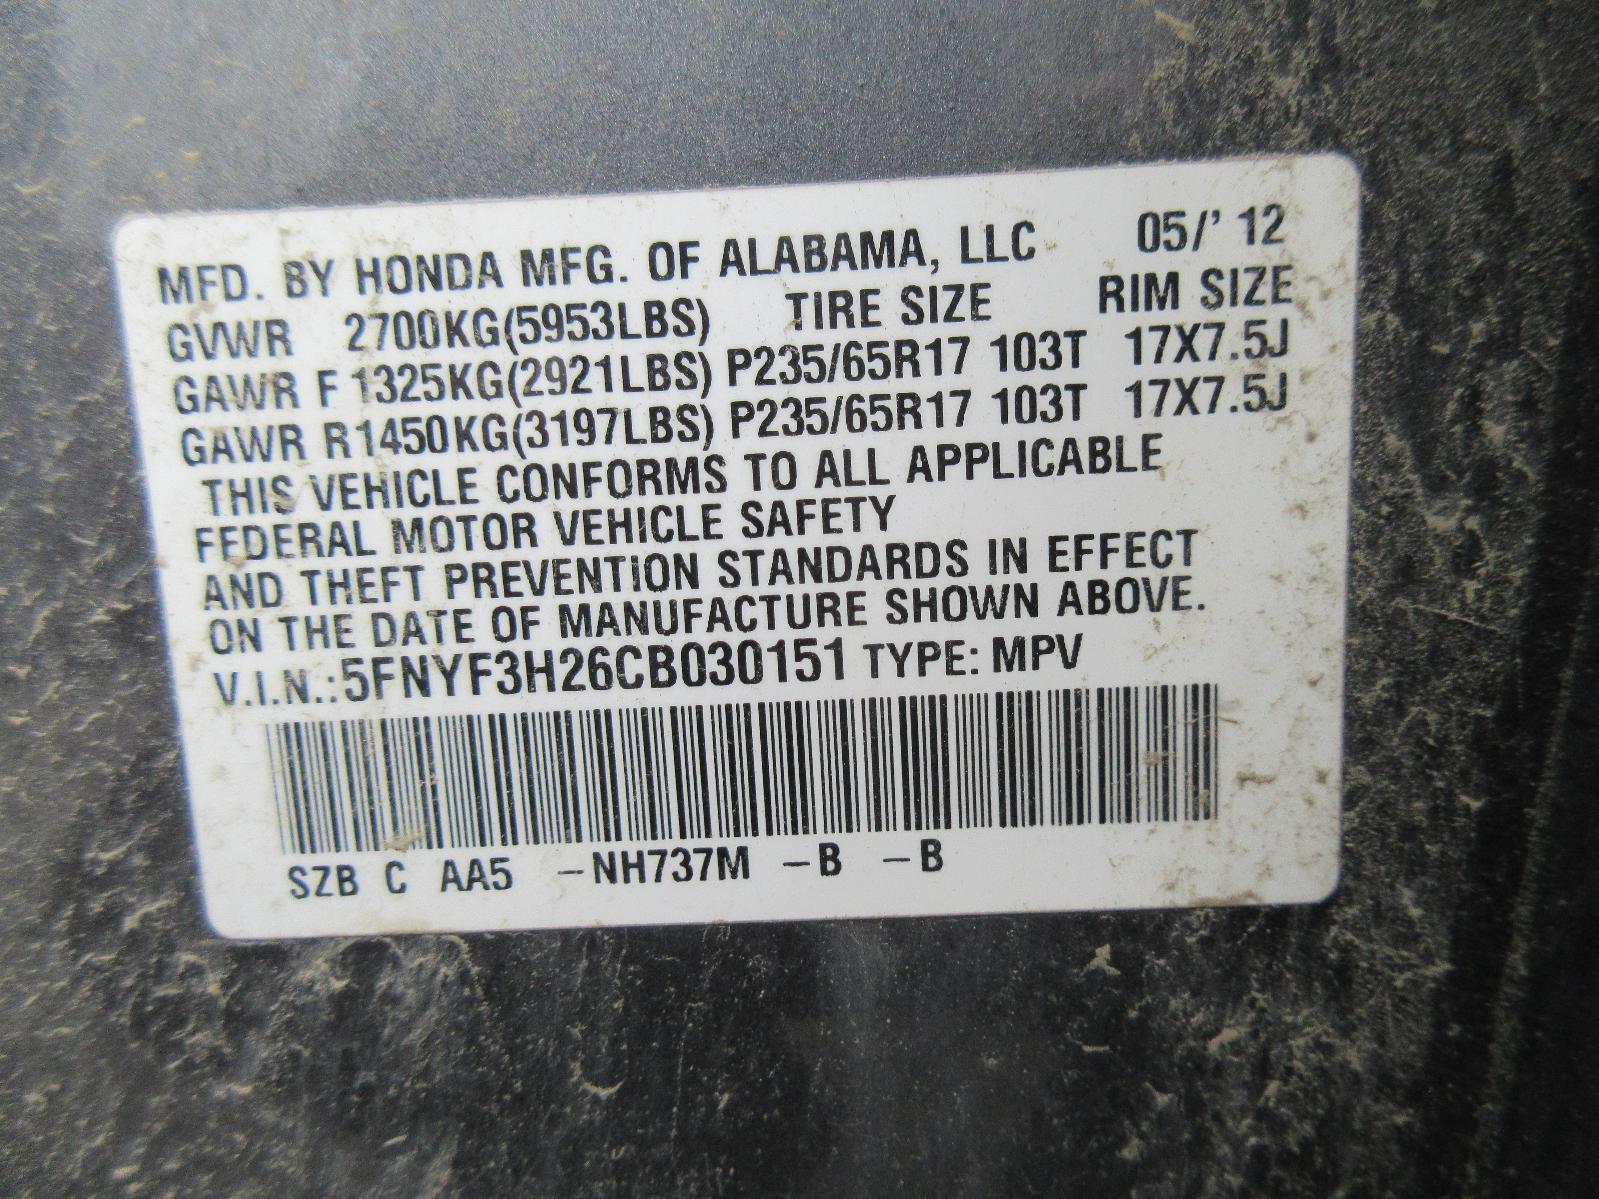 MFD. BY HONDA MFG. OF ALABAMA, LLC 05/'12
GVWR 2700KG(5953LBS) TIRE SIZE RIM SIZE
GAWR F 1325KG(2921LBS) P235/65R17 103T 17X7.5J
GAWR R1450KG(3197LBS) P235/65R17 103T 17X7.5J
THIS VEHICLE CONFORMS TO ALL APPLICABLE
FEDERAL MOTOR VEHICLE SAFETY
AND THEFT PREVENTION STANDARDS IN EFFECT
ON THE DATE OF MANUFACTURE SHOWN ABOVE.
V.I.N.:5FNYF3H26CB030151 TYPE: MPV
SZB C AA5 -NH737M -B -B